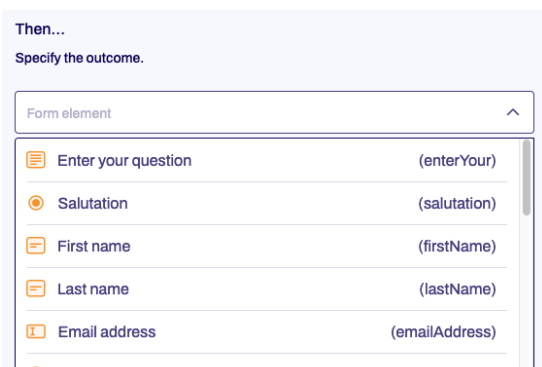 Then...
Specify the outcome.
Form element
Enter your question (enterYour)
Salutation (salutation)
First name (firstName)
Last name (lastName)
Email address (emailAddress)